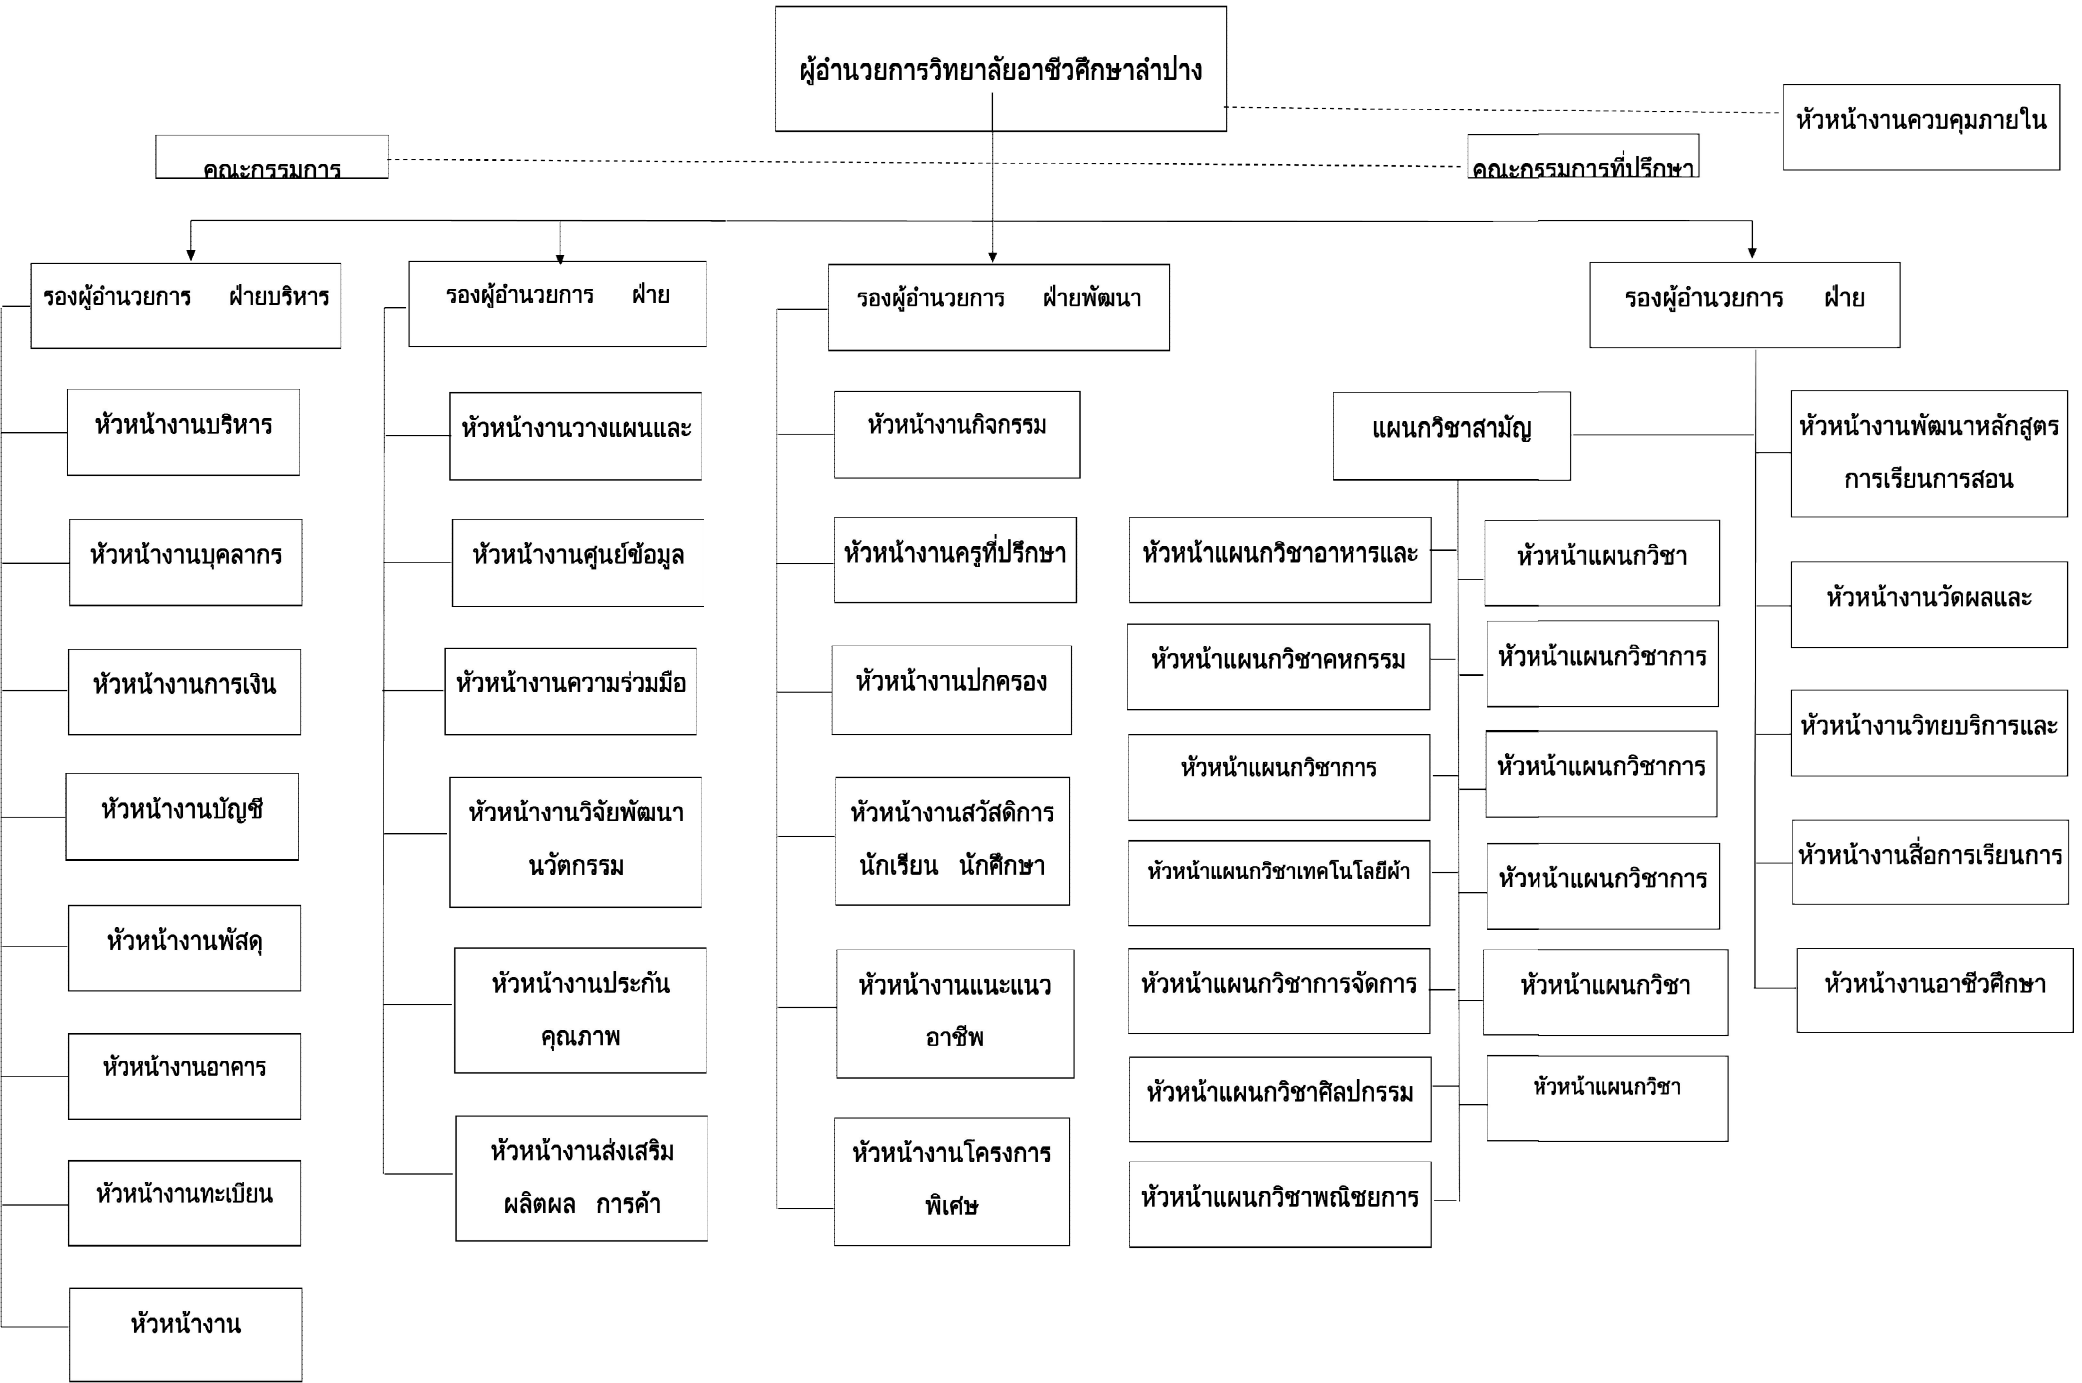 ผู้อำนวยการวิทยาลัยอาชีวศึกษาลำปาง
หัวหน้างานควบคุมภายใน
คณะกรรมการ
คณะกรรมการที่ปรึกษา
รองผู้อำนวยการ ฝ่ายบริหาร
รองผู้อำนวยการ ฝ่าย
รองผู้อำนวยการ ฝ่ายพัฒนา
รองผู้อำนวยการ ฝ่าย
หัวหน้างานบริหาร
หัวหน้างานบุคลากร
หัวหน้างานการเงิน
หัวหน้างานบัญชี
หัวหน้างานพัสดุ
หัวหน้างานอาคาร
หัวหน้างานทะเบียน
หัวหน้างาน
หัวหน้างานวางแผนและ
หัวหน้างานศูนย์ข้อมูล
หัวหน้างานความร่วมมือ
หัวหน้างานวิจัยพัฒนา
นวัตกรรม
หัวหน้างานประกัน
คุณภาพ
หัวหน้างานส่งเสริม
ผลิตผล การค้า
หัวหน้างานกิจกรรม
หัวหน้างานครูที่ปรึกษา
หัวหน้างานปกครอง
หัวหน้างานสวัสดิการ
นักเรียน นักศึกษา
หัวหน้างานแนะแนว
อาชีพ
หัวหน้างานโครงการ
พิเศษ
แผนกวิชาสามัญ
หัวหน้าแผนกวิชาอาหารและ
หัวหน้าแผนกวิชาคหกรรม
หัวหน้าแผนกวิชาการ
หัวหน้าแผนกวิชาเทคโนโลยีผ้า
หัวหน้าแผนกวิชาการจัดการ
หัวหน้าแผนกวิชาศิลปกรรม
หัวหน้าแผนกวิชาพณิชยการ
หัวหน้าแผนกวิชา
หัวหน้าแผนกวิชาการ
หัวหน้าแผนกวิชาการ
หัวหน้าแผนกวิชาการ
หัวหน้าแผนกวิชา
หัวหน้าแผนกวิชา
หัวหน้างานพัฒนาหลักสูตร
การเรียนการสอน
หัวหน้างานวัดผลและ
หัวหน้างานวิทยบริการและ
หัวหน้างานสื่อการเรียนการ
หัวหน้างานอาชีวศึกษา